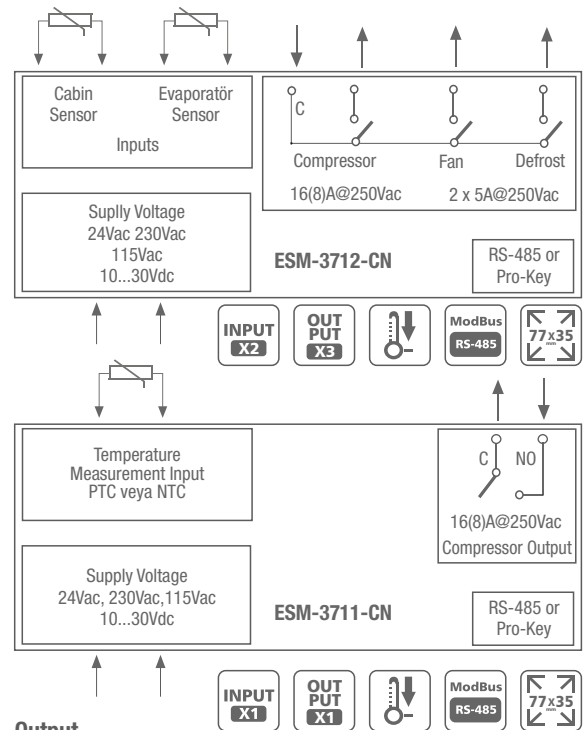 Cabin
Sensor
Evaporatör
Sensor
Inputs
C
Compressor
Fan
Defrost
16(8)A@250Vac
2 x 5A@250Vac
Suplly Voltage
24Vac 230Vac
115Vac
10...30Vdc
ESM-3712-CN
RS-485 or
Pro-Key
INPUT
X2
OUT
PUT
X3
ModBus
RS-485
77x35
mm
Temperature
Measurement Input
PTC veya NTC
C
NO
16(8)A@250Vac
Compressor Output
Supply Voltage
24Vac, 230Vac,115Vac
10...30Vdc
ESM-3711-CN
RS-485 or
Pro-Key
INPUT
X1
OUT
PUT
X1
ModBus
RS-485
77x35
mm
Output